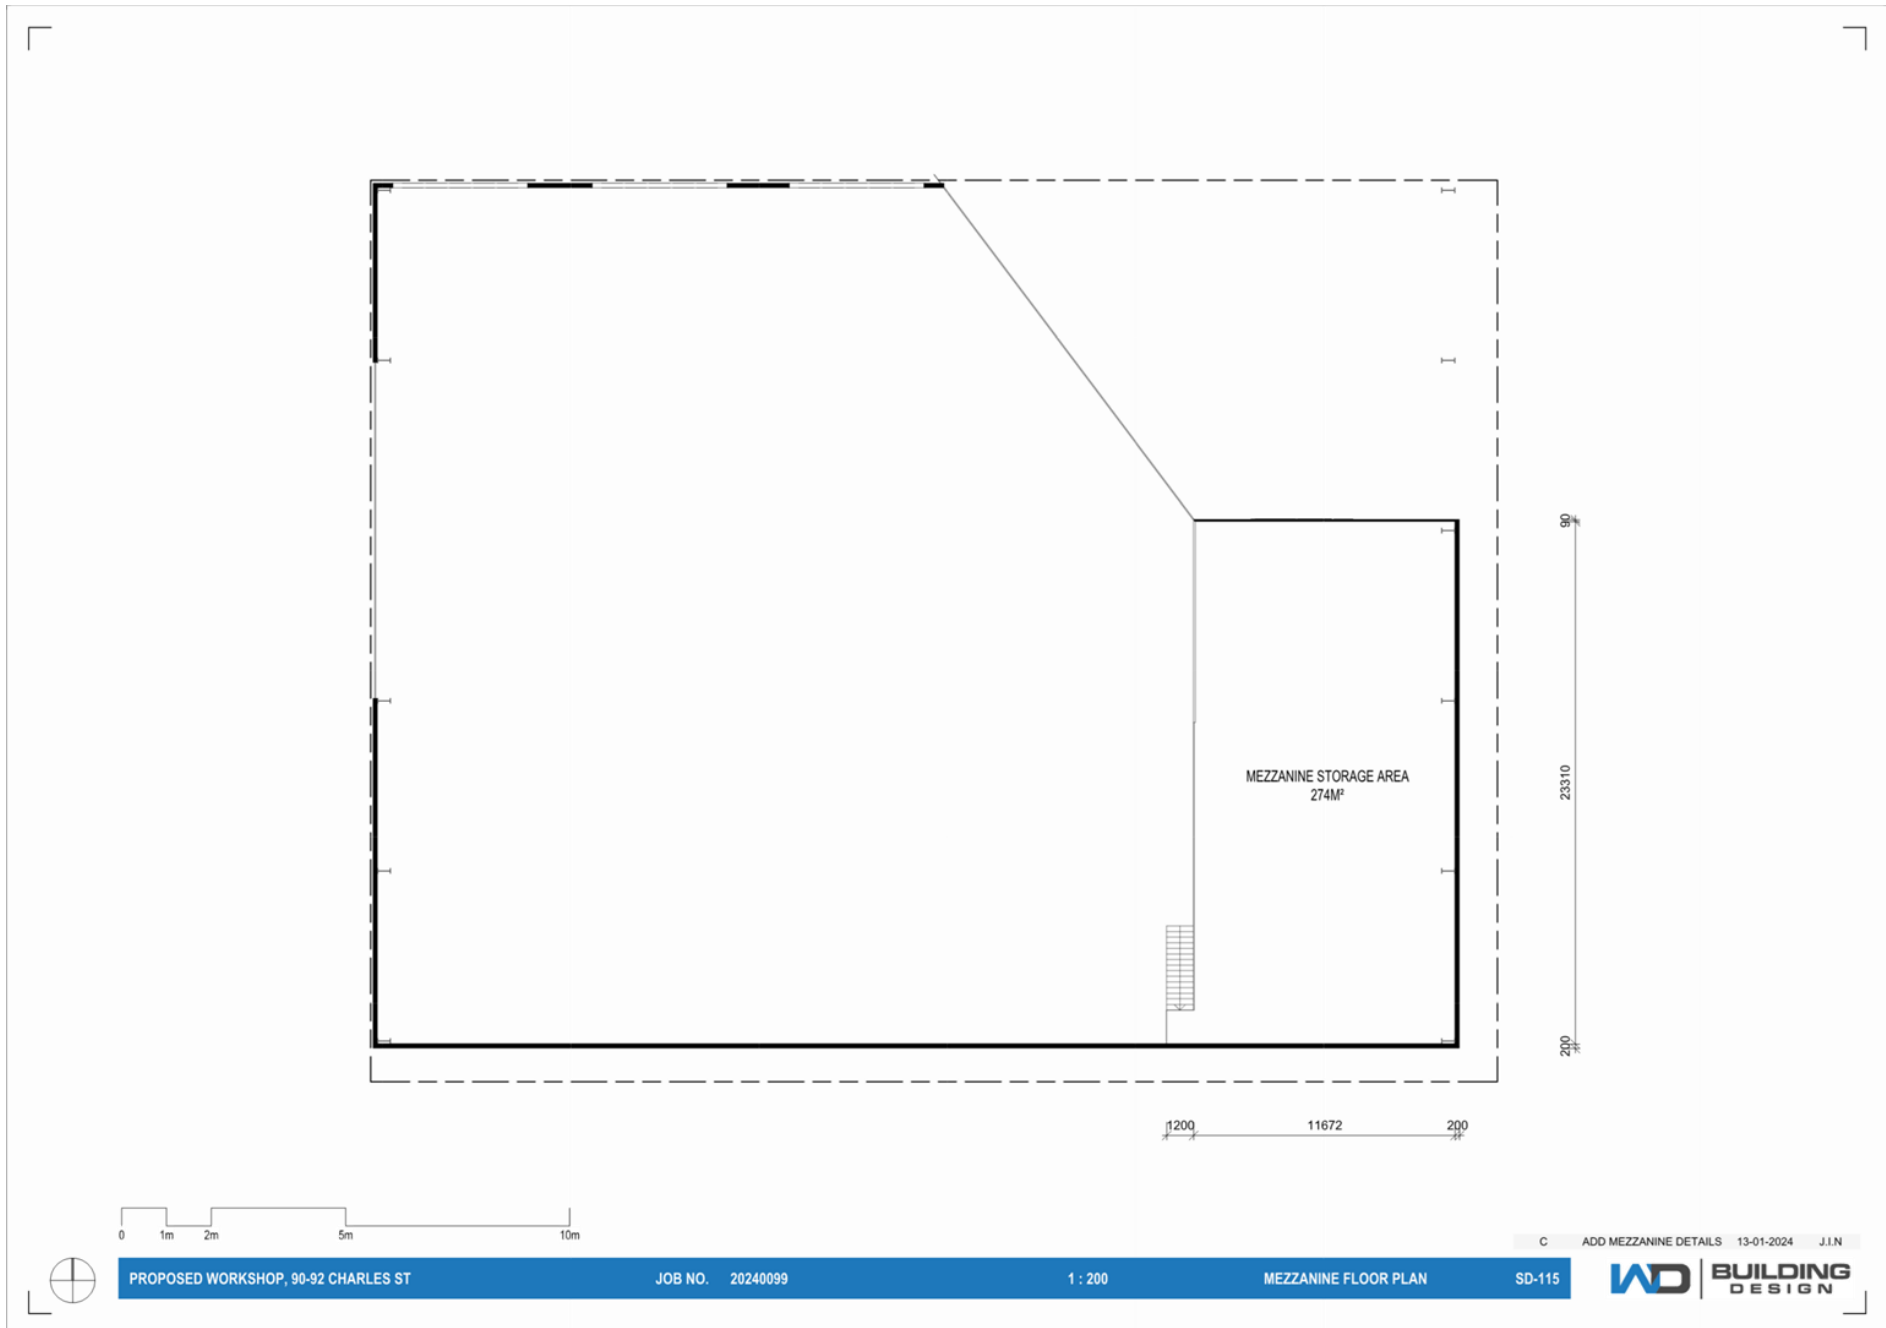 90
MEZZANINE STORAGE AREA
274M²
23310
200
1200
11672
200
0
1m
2m
5m
10m
C ADD MEZZANINE DETAILS 13-01-2024 J.I.N
PROPOSED WORKSHOP, 90-92 CHARLES ST JOB NO. 20240099 1 : 200 MEZZANINE FLOOR PLAN SD-115
WD BUILDING
DESIGN